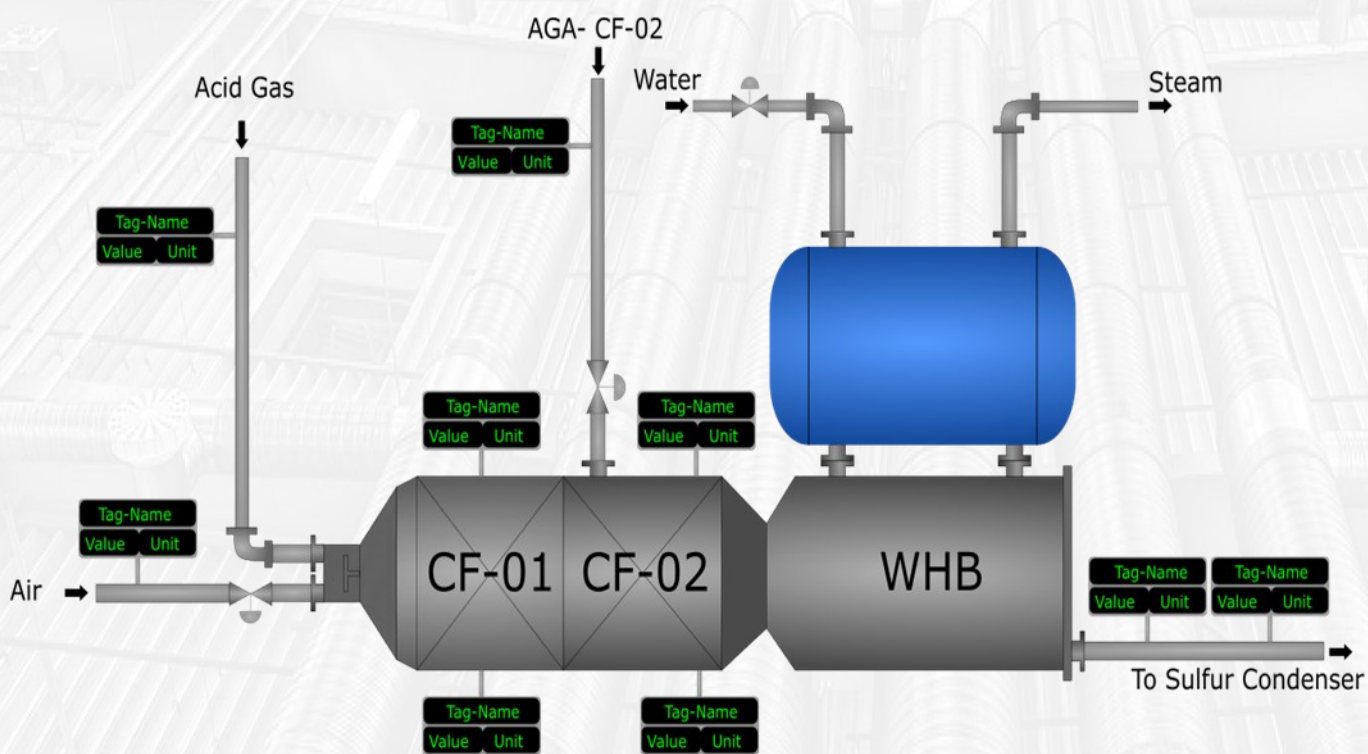 AGA- CF-02
Water
Steam
Acid Gas
Tag-Name
Value Unit
Tag-Name
Value Unit
Tag-Name
Value Unit
Tag-Name
Value Unit
Tag-Name
Value Unit
Air
CF-01
CF-02
WHB
Tag-Name
Value Unit
Tag-Name
Value Unit
To Sulfur Condenser
Tag-Name
Value Unit
Tag-Name
Value Unit